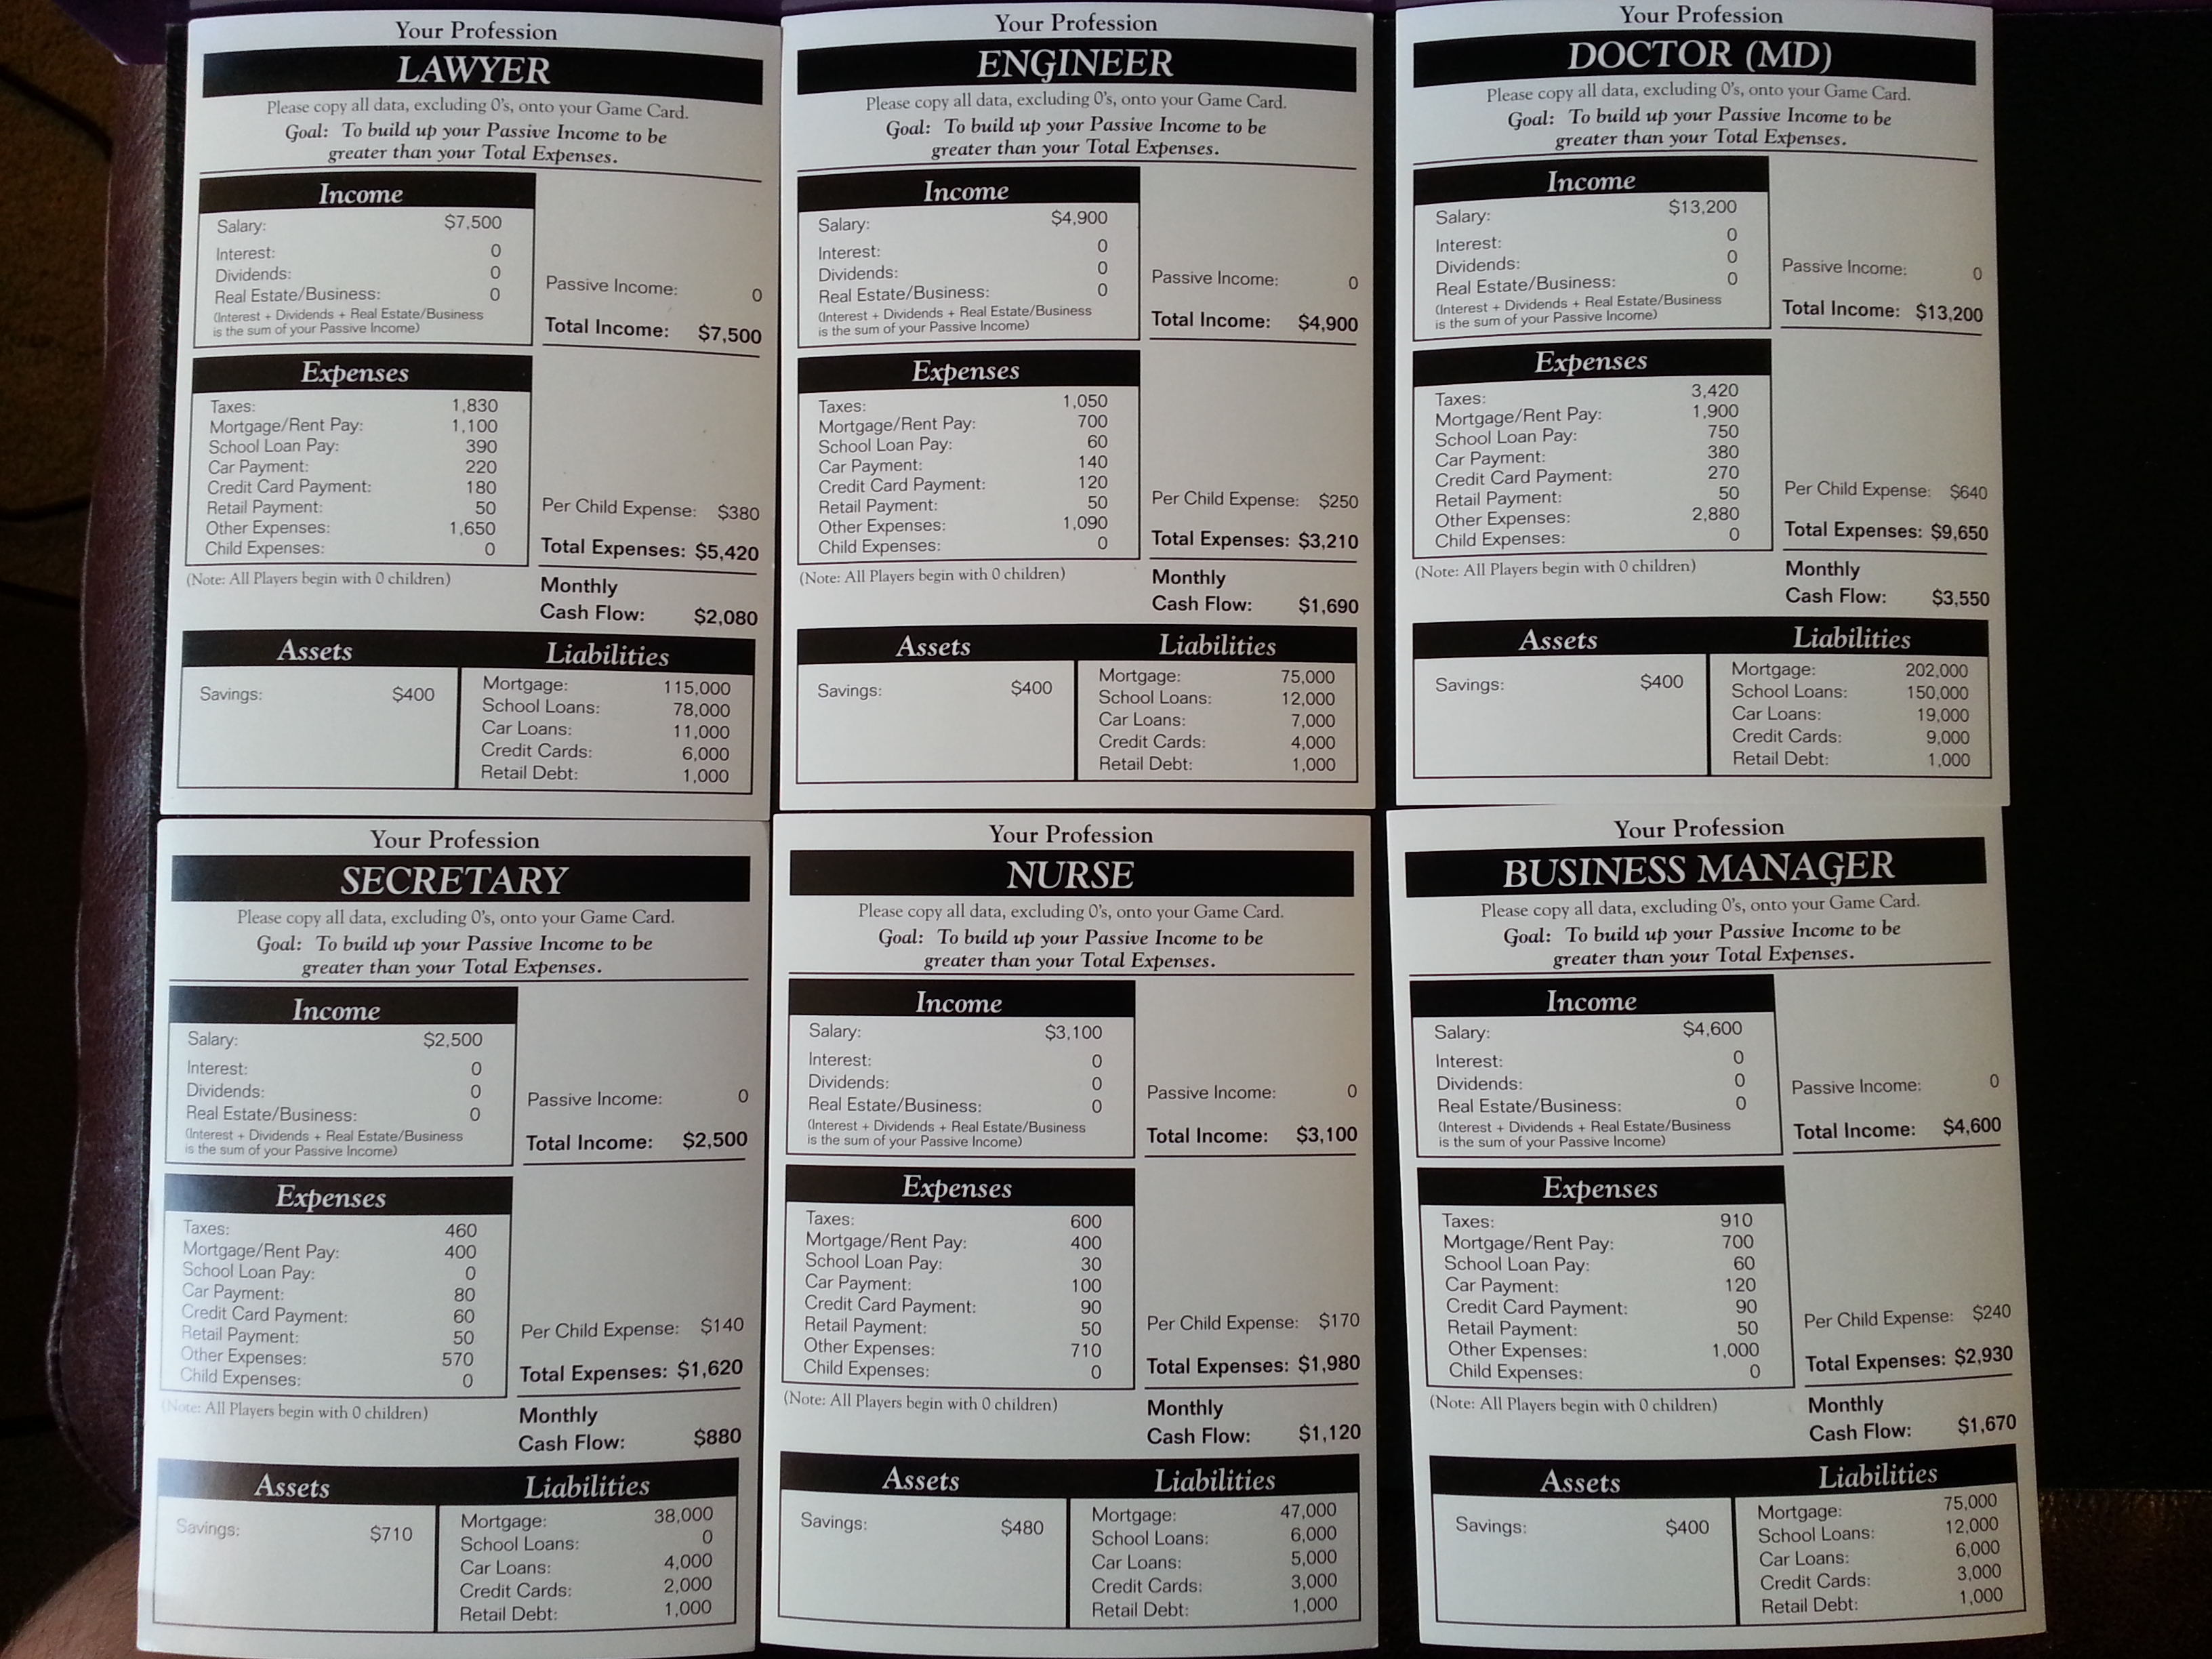 Your Profession
LAWYER
Please copy all data, excluding 0's, onto your Game Card.
Goal: To build up your Passive Income to be
greater than your Total Expenses.
Income
Salary: $7,500
Interest: 0
Dividends: 0
Real Estate/Business: 0
(Interest + Dividends + Real Estate/Business
is the sum of your Passive Income)
Passive Income: 0
Total Income: $7,500
Expenses
Taxes: 1,830
Mortgage/Rent Pay: 1,100
School Loan Pay: 390
Car Payment: 220
Credit Card Payment: 180
Retail Payment: 50
Other Expenses: 1,650
Child Expenses: 0
(Note: All Players begin with 0 children)
Per Child Expense: $380
Total Expenses: $5,420
Monthly
Cash Flow: $2,080
Assets
Savings: $400
Liabilities
Mortgage: 115,000
School Loans: 78,000
Car Loans: 11,000
Credit Cards: 6,000
Retail Debt: 1,000
Your Profession
ENGINEER
Please copy all data, excluding 0's, onto your Game Card.
Goal: To build up your Passive Income to be
greater than your Total Expenses.
Income
Salary: $4,900
Interest: 0
Dividends: 0
Real Estate/Business: 0
(Interest + Dividends + Real Estate/Business
is the sum of your Passive Income)
Passive Income: 0
Total Income: $4,900
Expenses
Taxes: 1,050
Mortgage/Rent Pay: 700
School Loan Pay: 60
Car Payment: 140
Credit Card Payment: 120
Retail Payment: 50
Other Expenses: 1,090
Child Expenses: 0
(Note: All Players begin with 0 children)
Per Child Expense: $250
Total Expenses: $3,210
Monthly
Cash Flow: $1,690
Assets
Savings: $400
Liabilities
Mortgage: 75,000
School Loans: 12,000
Car Loans: 7,000
Credit Cards: 4,000
Retail Debt: 1,000
Your Profession
DOCTOR (MD)
Please copy all data, excluding 0's, onto your Game Card.
Goal: To build up your Passive Income to be
greater than your Total Expenses.
Income
Salary: $13,200
Interest: 0
Dividends: 0
Real Estate/Business: 0
(Interest + Dividends + Real Estate/Business
is the sum of your Passive Income)
Passive Income: 0
Total Income: $13,200
Expenses
Taxes: 3,420
Mortgage/Rent Pay: 1,900
School Loan Pay: 750
Car Payment: 380
Credit Card Payment: 270
Retail Payment: 50
Other Expenses: 2,880
Child Expenses: 0
(Note: All Players begin with 0 children)
Per Child Expense: $640
Total Expenses: $9,650
Monthly
Cash Flow: $3,550
Assets
Savings: $400
Liabilities
Mortgage: 202,000
School Loans: 150,000
Car Loans: 19,000
Credit Cards: 9,000
Retail Debt: 1,000
Your Profession
SECRETARY
Please copy all data, excluding 0's, onto your Game Card.
Goal: To build up your Passive Income to be
greater than your Total Expenses.
Income
Salary: $2,500
Interest: 0
Dividends: 0
Real Estate/Business: 0
(Interest + Dividends + Real Estate/Business
is the sum of your Passive Income)
Passive Income: 0
Total Income: $2,500
Expenses
Taxes: 460
Mortgage/Rent Pay: 400
School Loan Pay: 0
Car Payment: 80
Credit Card Payment: 60
Retail Payment: 50
Other Expenses: 570
Child Expenses: 0
(Note: All Players begin with 0 children)
Per Child Expense: $140
Total Expenses: $1,620
Monthly
Cash Flow: $880
Assets
Savings: $710
Liabilities
Mortgage: 38,000
School Loans: 0
Car Loans: 4,000
Credit Cards: 2,000
Retail Debt: 1,000
Your Profession
NURSE
Please copy all data, excluding 0's, onto your Game Card.
Goal: To build up your Passive Income to be
greater than your Total Expenses.
Income
Salary: $3,100
Interest: 0
Dividends: 0
Real Estate/Business: 0
(Interest + Dividends + Real Estate/Business
is the sum of your Passive Income)
Passive Income: 0
Total Income: $3,100
Expenses
Taxes: 600
Mortgage/Rent Pay: 400
School Loan Pay: 30
Car Payment: 100
Credit Card Payment: 90
Retail Payment: 50
Other Expenses: 710
Child Expenses: 0
(Note: All Players begin with 0 children)
Per Child Expense: $170
Total Expenses: $1,980
Monthly
Cash Flow: $1,120
Assets
Savings: $480
Liabilities
Mortgage: 47,000
School Loans: 6,000
Car Loans: 5,000
Credit Cards: 3,000
Retail Debt: 1,000
Your Profession
BUSINESS MANAGER
Please copy all data, excluding 0's, onto your Game Card.
Goal: To build up your Passive Income to be
greater than your Total Expenses.
Income
Salary: $4,600
Interest: 0
Dividends: 0
Real Estate/Business: 0
(Interest + Dividends + Real Estate/Business
is the sum of your Passive Income)
Passive Income: 0
Total Income: $4,600
Expenses
Taxes: 910
Mortgage/Rent Pay: 700
School Loan Pay: 60
Car Payment: 120
Credit Card Payment: 90
Retail Payment: 50
Other Expenses: 1,000
Child Expenses: 0
(Note: All Players begin with 0 children)
Per Child Expense: $240
Total Expenses: $2,930
Monthly
Cash Flow: $1,670
Assets
Savings: $400
Liabilities
Mortgage: 75,000
School Loans: 12,000
Car Loans: 6,000
Credit Cards: 3,000
Retail Debt: 1,000